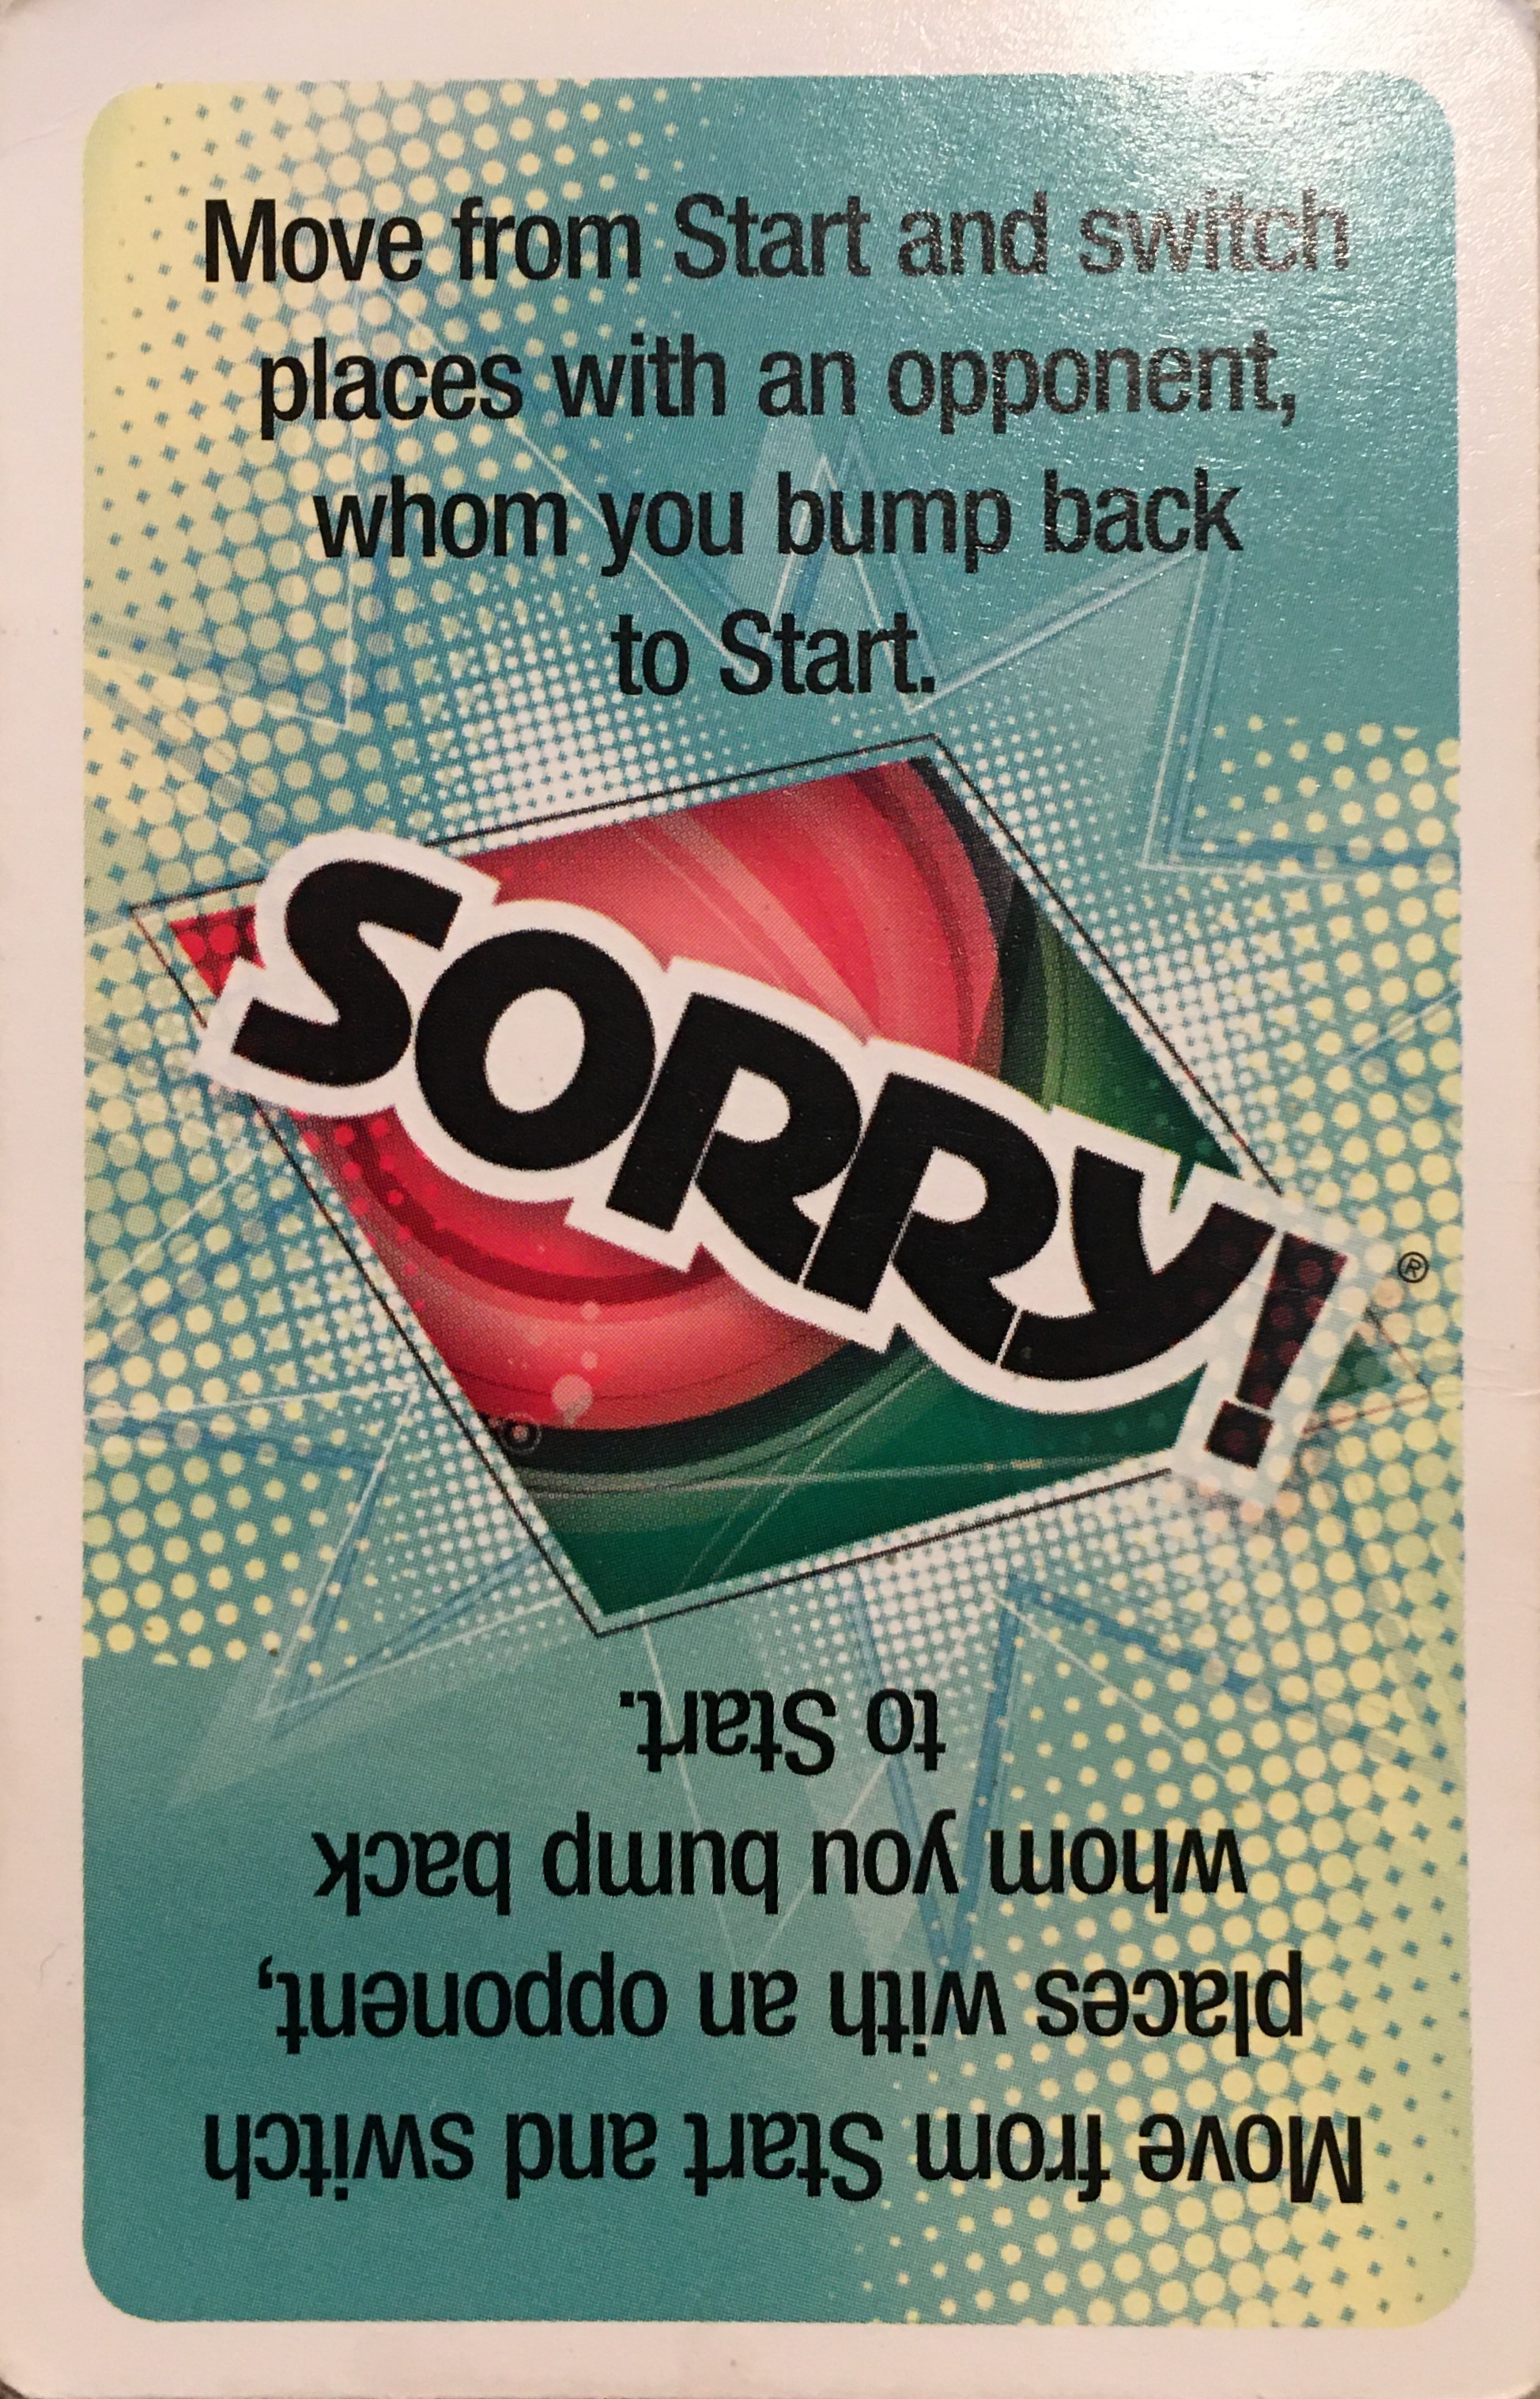 Move from Start and switch
places with an opponent,
whom you bump back
to Start.
SORRY!®
Move from Start and switch
places with an opponent,
whom you bump back
to Start.